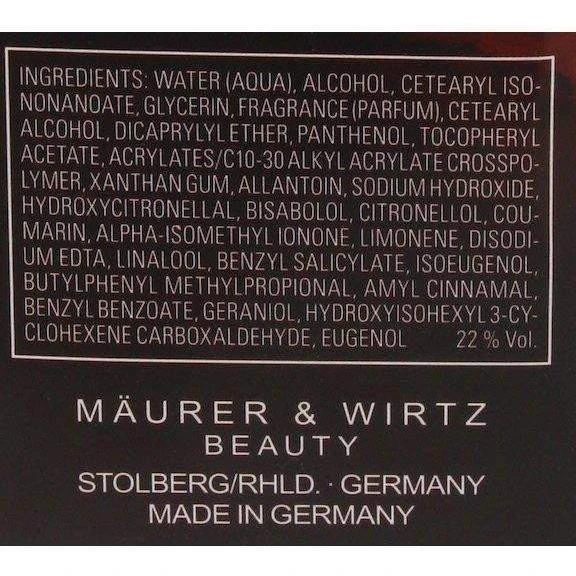 INGREDIENTS: WATER (AQUA), ALCOHOL, CETEARYL ISO-
NONANOATE, GLYCERIN, FRAGRANCE (PARFUM), CETEARYL
ALCOHOL, DICAPRYLYL ETHER, PANTHENOL, TOCOPHERYL
ACETATE, ACRYLATES/C10-30 ALKYL ACRYLATE CROSSPO-
LYMER, XANTHAN GUM, ALLANTOIN, SODIUM HYDROXIDE,
HYDROXYCITRONELLAL, BISABOLOL, CITRONELLOL, COU-
MARIN, ALPHA-ISOMETHYL IONONE, LIMONENE, DISODI-
UM EDTA, LINALOOL, BENZYL SALICYLATE, ISOEUGENOL,
BUTYLPHENYL METHYLPROPIONAL, AMYL CINNAMAL,
BENZYL BENZOATE, GERANIOL, HYDROXYISOHEXYL 3-CY-
CLOHEXENE CARBOXALDEHYDE, EUGENOL 22 % Vol.
MÄURER & WIRTZ
BEAUTY
STOLBERG/RHLD. · GERMANY
MADE IN GERMANY